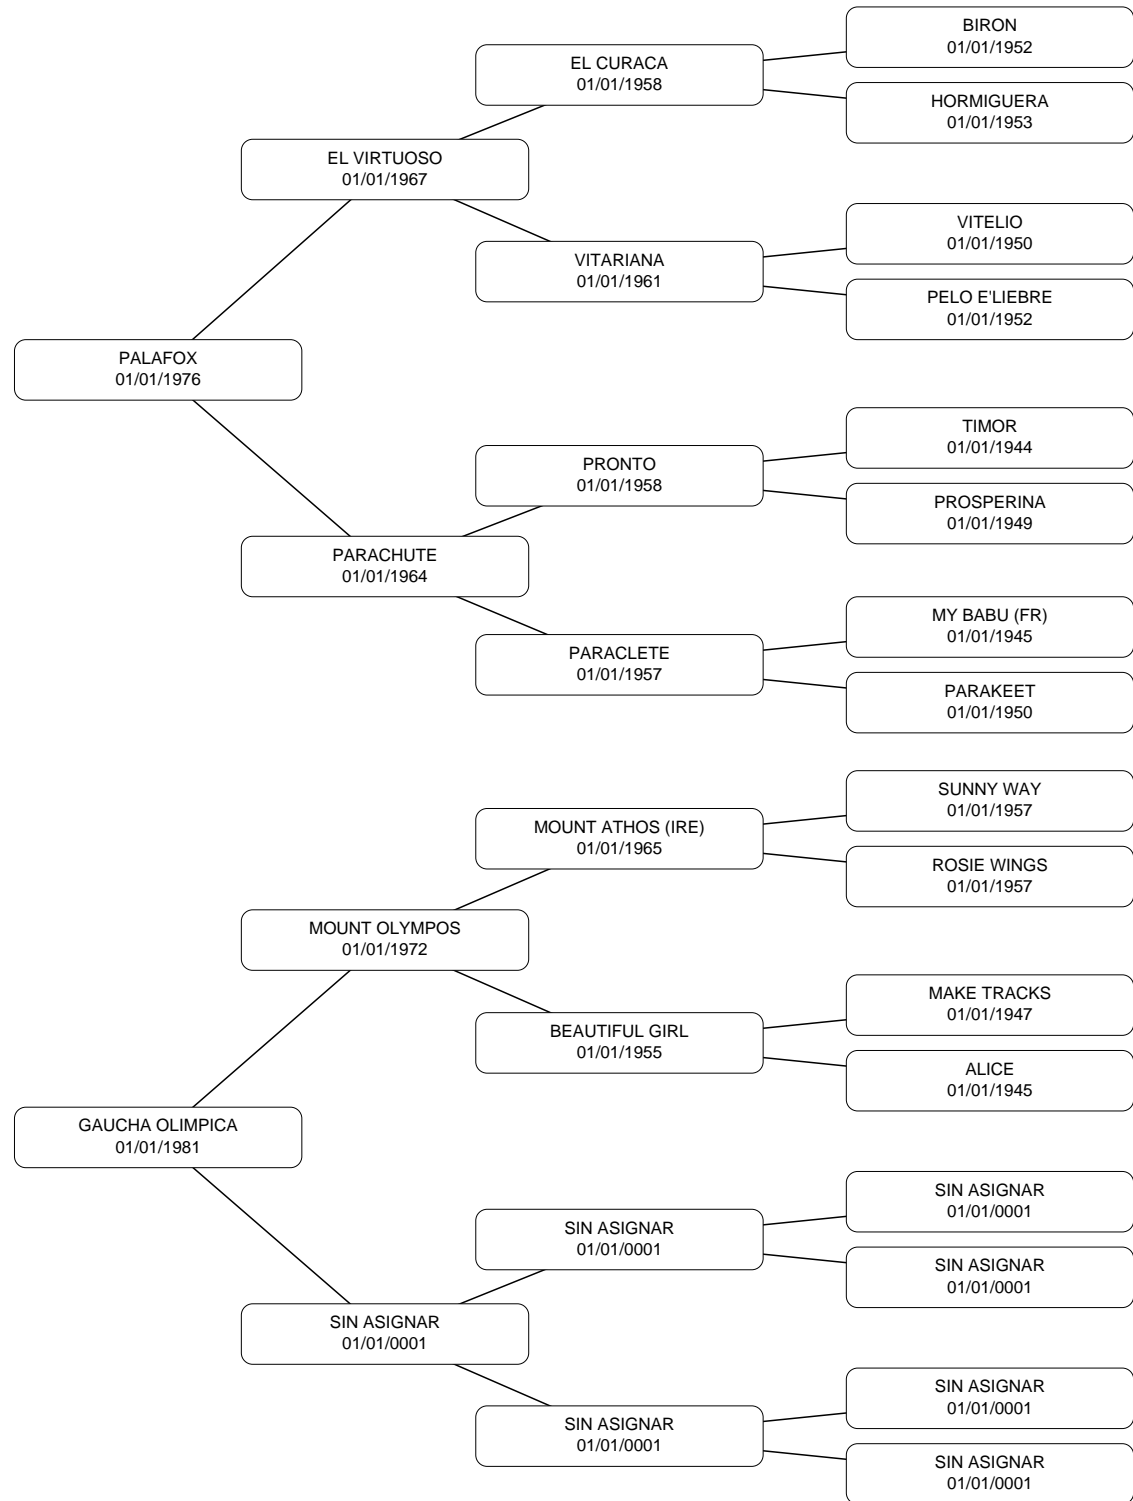 BIRON
01/01/1952
EL CURACA
01/01/1958
HORMIGUERA
01/01/1953
EL VIRTUOSO
01/01/1967
VITELIO
01/01/1950
VITARIANA
01/01/1961
PELO E'LIEBRE
01/01/1952
PALAFOX
01/01/1976
TIMOR
01/01/1944
PRONTO
01/01/1958
PROSPERINA
01/01/1949
PARACHUTE
01/01/1964
MY BABU (FR)
01/01/1945
PARACLETE
01/01/1957
PARAKEET
01/01/1950
SUNNY WAY
01/01/1957
MOUNT ATHOS (IRE)
01/01/1965
ROSIE WINGS
01/01/1957
MOUNT OLYMPOS
01/01/1972
MAKE TRACKS
01/01/1947
BEAUTIFUL GIRL
01/01/1955
ALICE
01/01/1945
GAUCHA OLIMPICA
01/01/1981
SIN ASIGNAR
01/01/0001
SIN ASIGNAR
01/01/0001
SIN ASIGNAR
01/01/0001
SIN ASIGNAR
01/01/0001
SIN ASIGNAR
01/01/0001
SIN ASIGNAR
01/01/0001
SIN ASIGNAR
01/01/0001